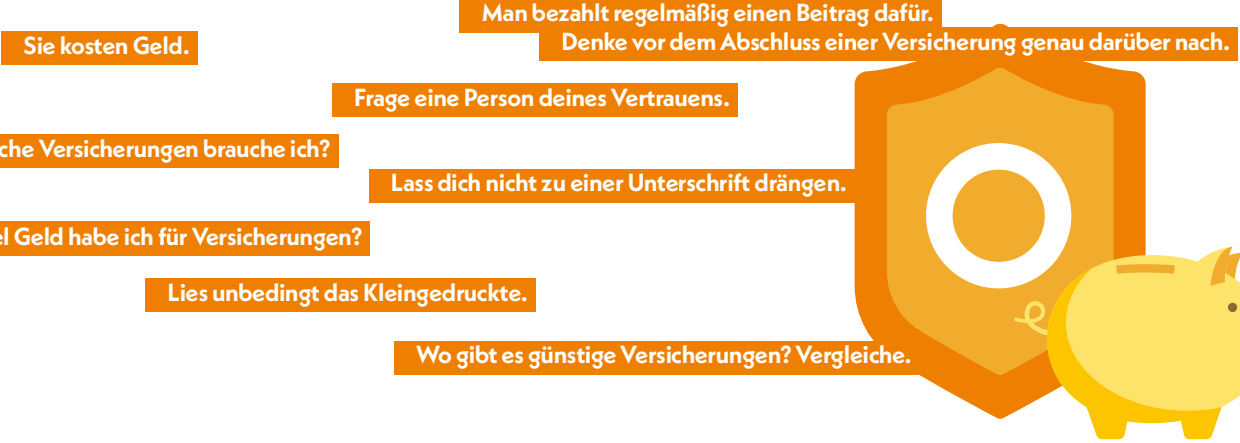 Man bezahlt regelmäßig einen Beitrag dafür.
Sie kosten Geld.
Denke vor dem Abschluss einer Versicherung genau darüber nach.
Frage eine Person deines Vertrauens.
Versicherungen brauche ich?
Lass dich nicht zu einer Unterschrift drängen.
Geld habe ich für Versicherungen?
Lies unbedingt das Kleingedruckte.
Wo gibt es günstige Versicherungen? Vergleiche.